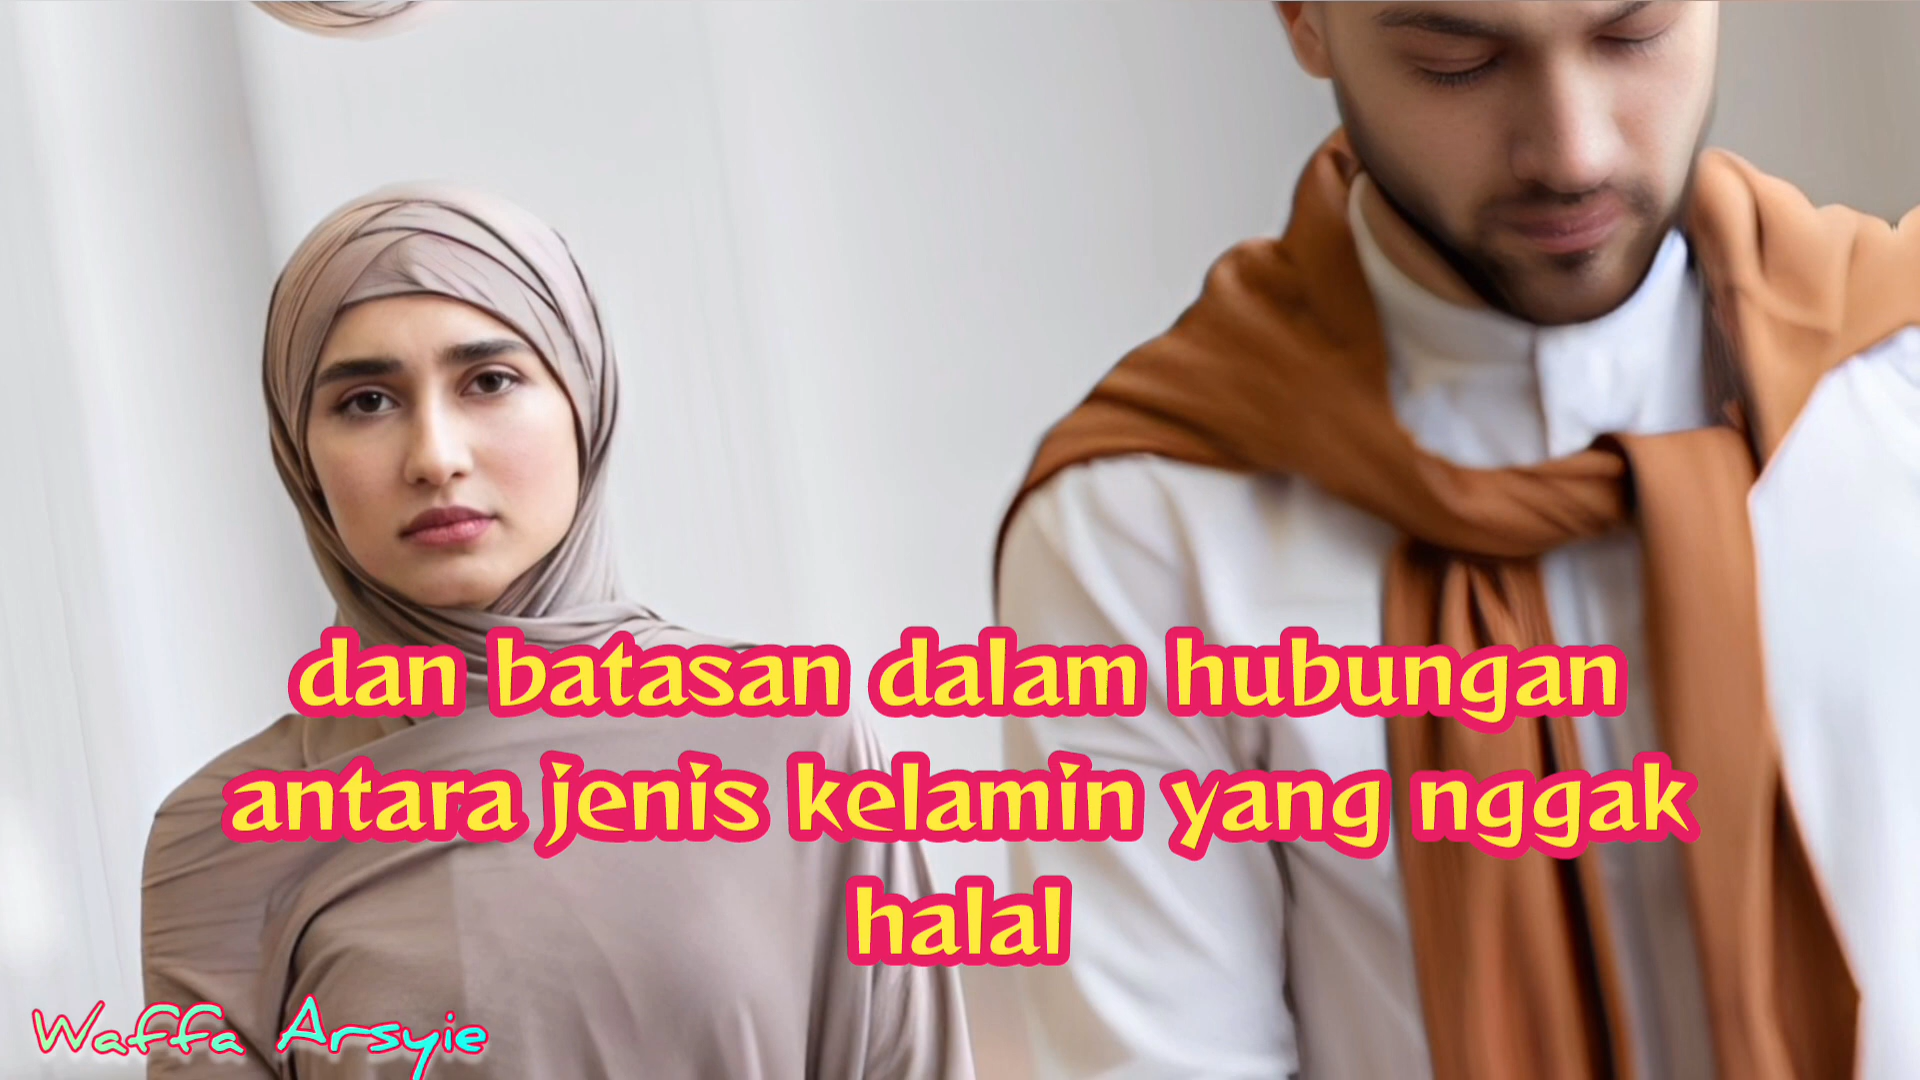 dan batasan dalam hubungan
antara jenis kelamin yang nggak
halal
Waffa Arsyie